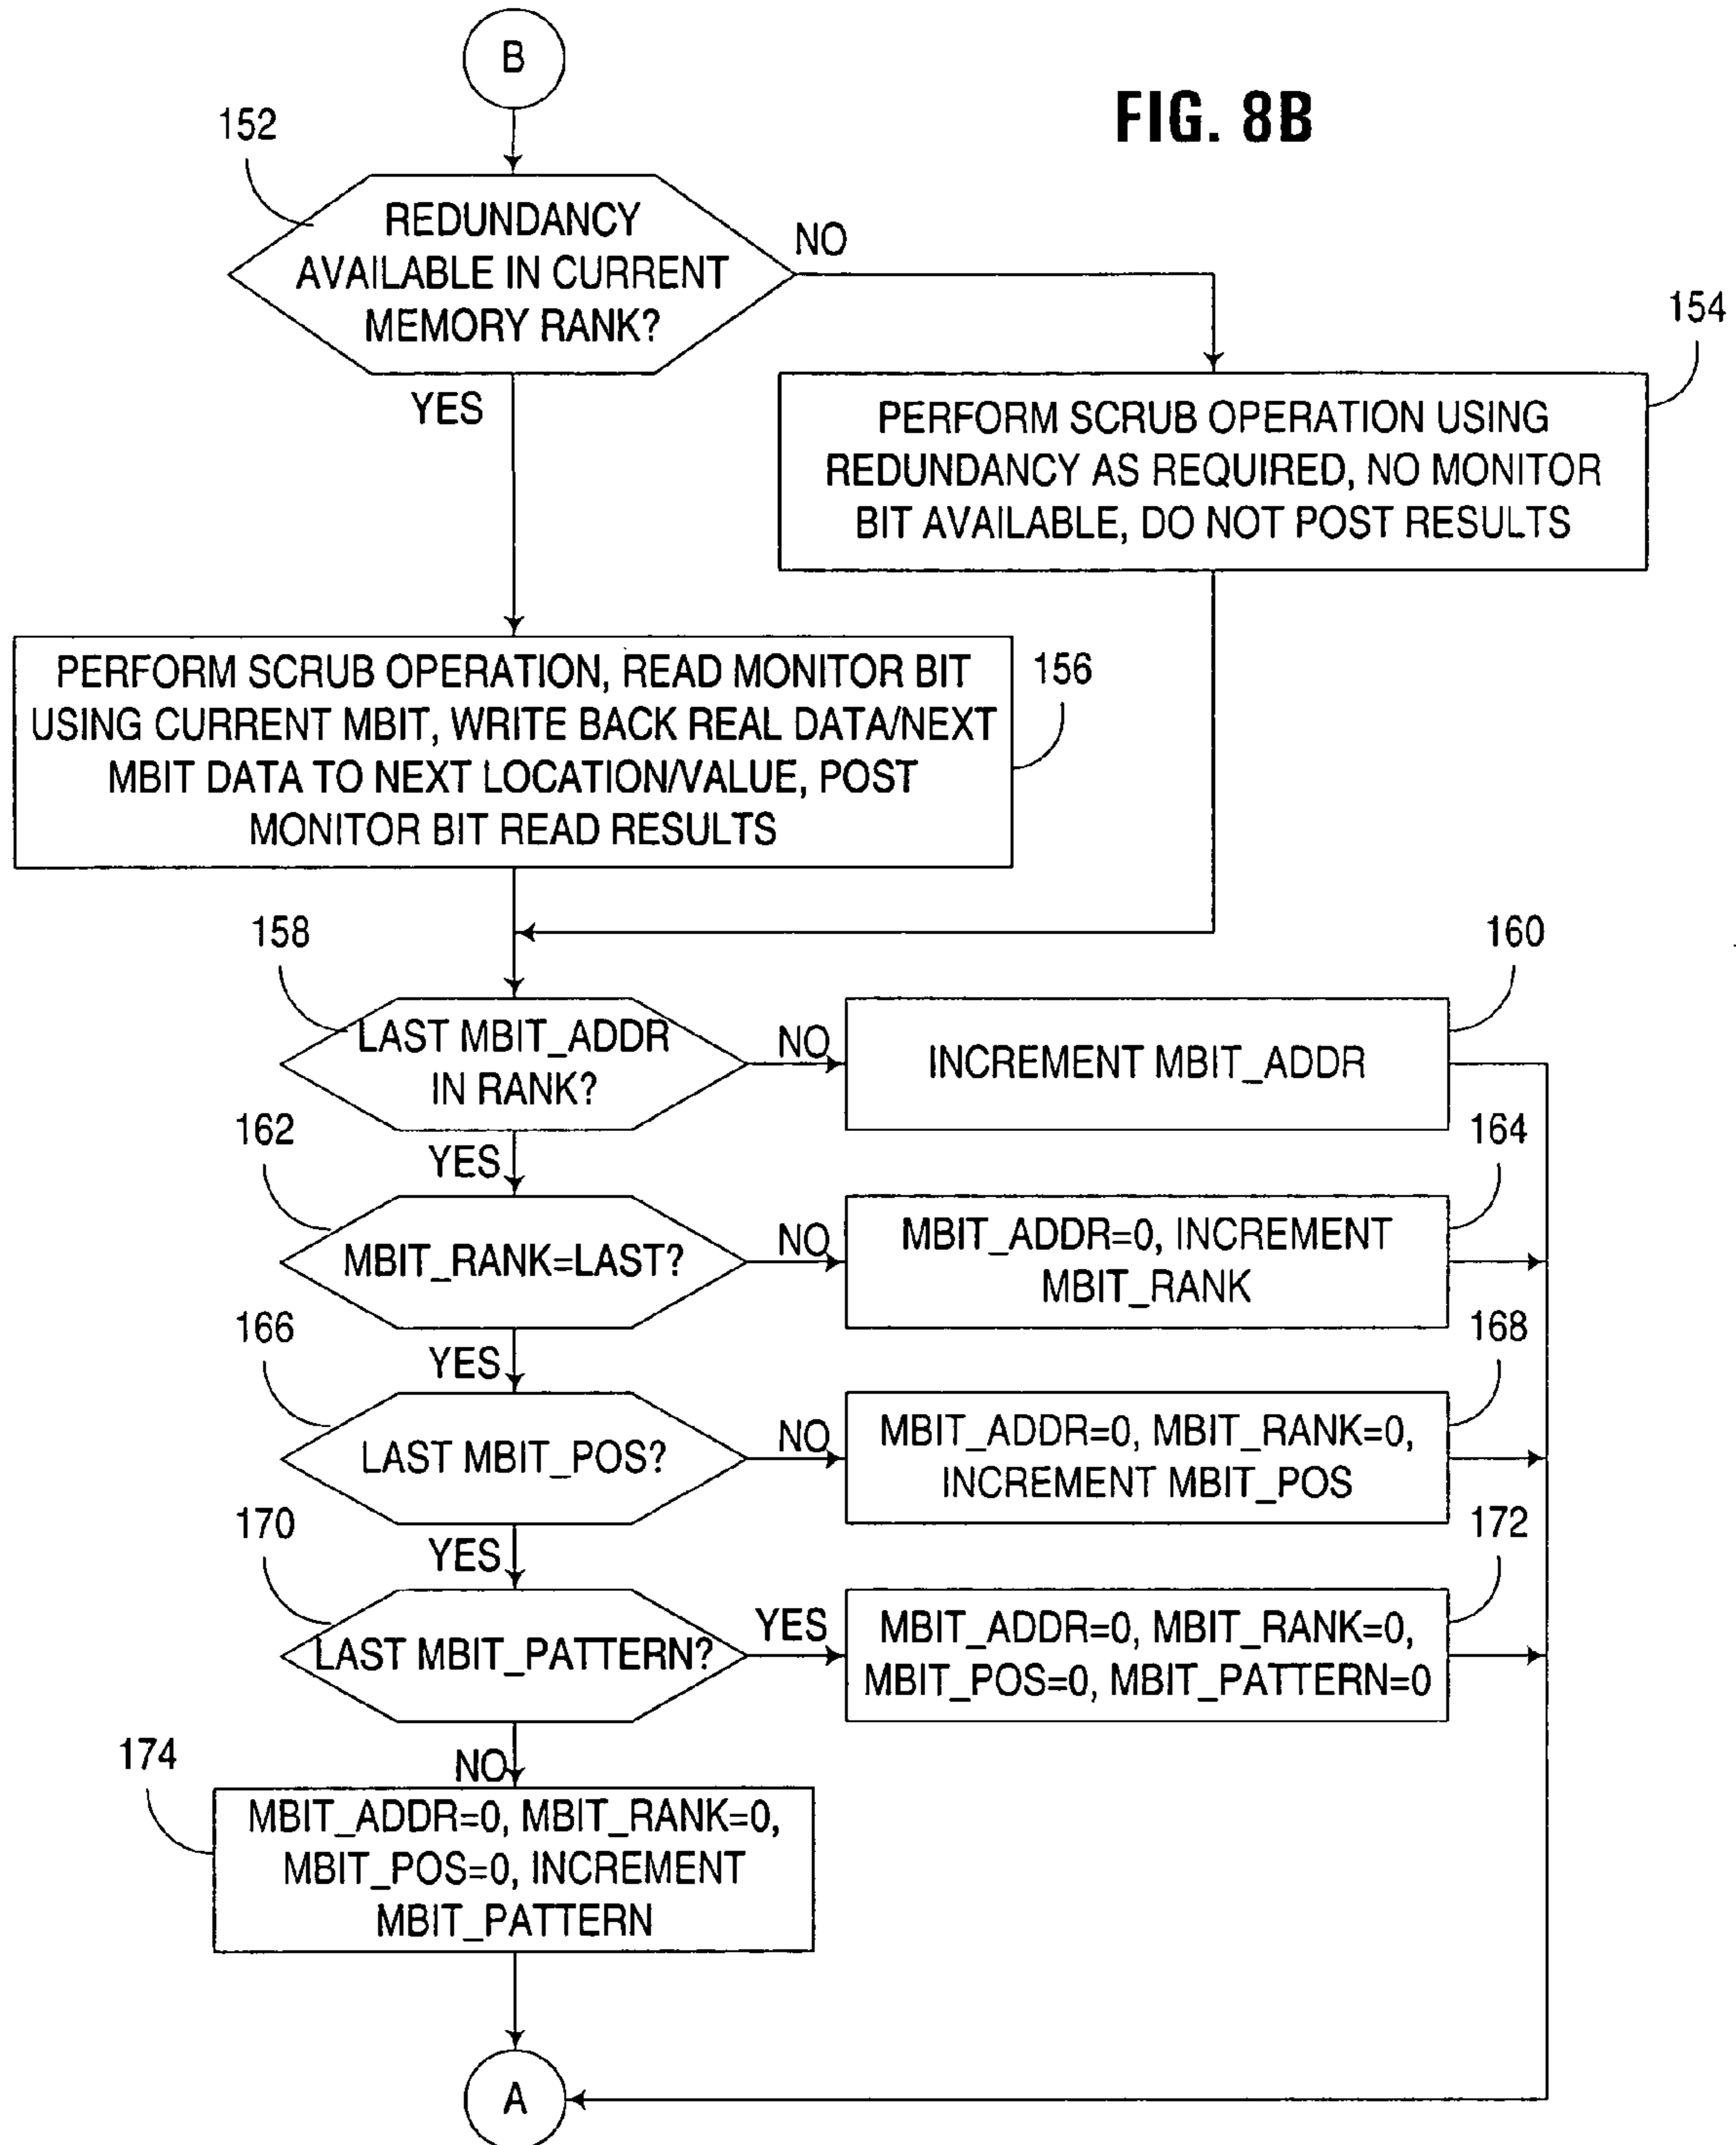 B
FIG. 8B
152
REDUNDANCY
AVAILABLE IN CURRENT
MEMORY RANK?
NO
YES
154
PERFORM SCRUB OPERATION USING
REDUNDANCY AS REQUIRED, NO MONITOR
BIT AVAILABLE, DO NOT POST RESULTS
PERFORM SCRUB OPERATION, READ MONITOR BIT
USING CURRENT MBIT, WRITE BACK REAL DATA/NEXT
MBIT DATA TO NEXT LOCATION/VALUE, POST
MONITOR BIT READ RESULTS
156
158
LAST MBIT_ADDR
IN RANK?
NO
160
INCREMENT MBIT_ADDR
YES
162
MBIT_RANK=LAST?
NO
164
MBIT_ADDR=0, INCREMENT
MBIT_RANK
YES
166
LAST MBIT_POS?
NO
168
MBIT_ADDR=0, MBIT_RANK=0,
INCREMENT MBIT_POS
YES
170
LAST MBIT_PATTERN?
YES
172
MBIT_ADDR=0, MBIT_RANK=0,
MBIT_POS=0, MBIT_PATTERN=0
NO
174
MBIT_ADDR=0, MBIT_RANK=0,
MBIT_POS=0, INCREMENT
MBIT_PATTERN
A